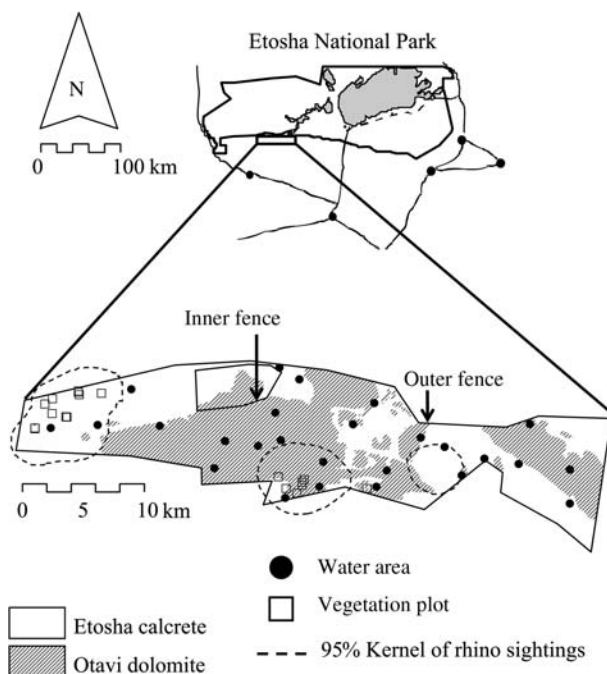 Etosha National Park
N
0 100 km
Inner fence
Outer fence
0 5 10 km
Water area
Vegetation plot
Etosha calcrete
95% Kernel of rhino sightings
Otavi dolomite